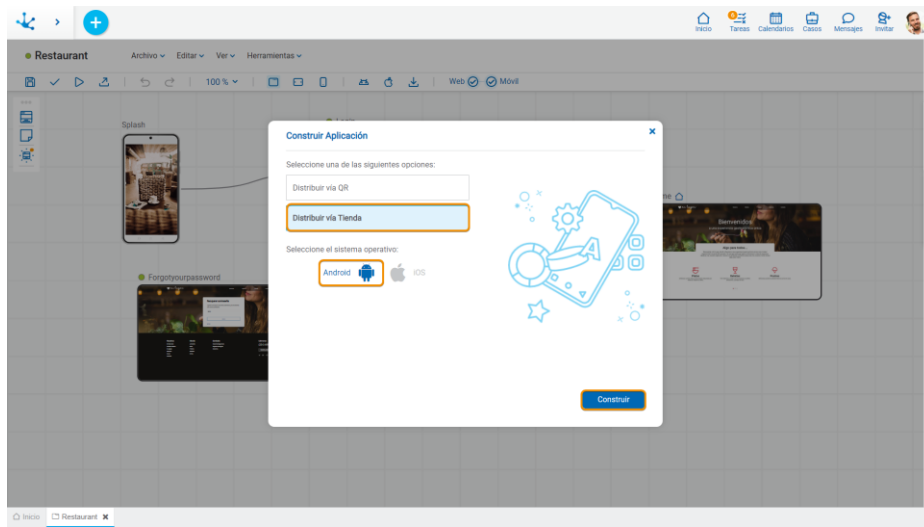 6
Inicio
Tareas
Calendarios
Casos
Mensajes
Invitar
Restaurant
Archivo
Editar
Ver
Herramientas
100 %
Web
Móvil
Splash
Construir Aplicación
Seleccione una de las siguientes opciones:
Distribuir vía QR
Distribuir vía Tienda
Seleccione el sistema operativo:
Android
iOS
Bienvenidos
Forgotyourpassword
Construir
Inicio
Restaurant